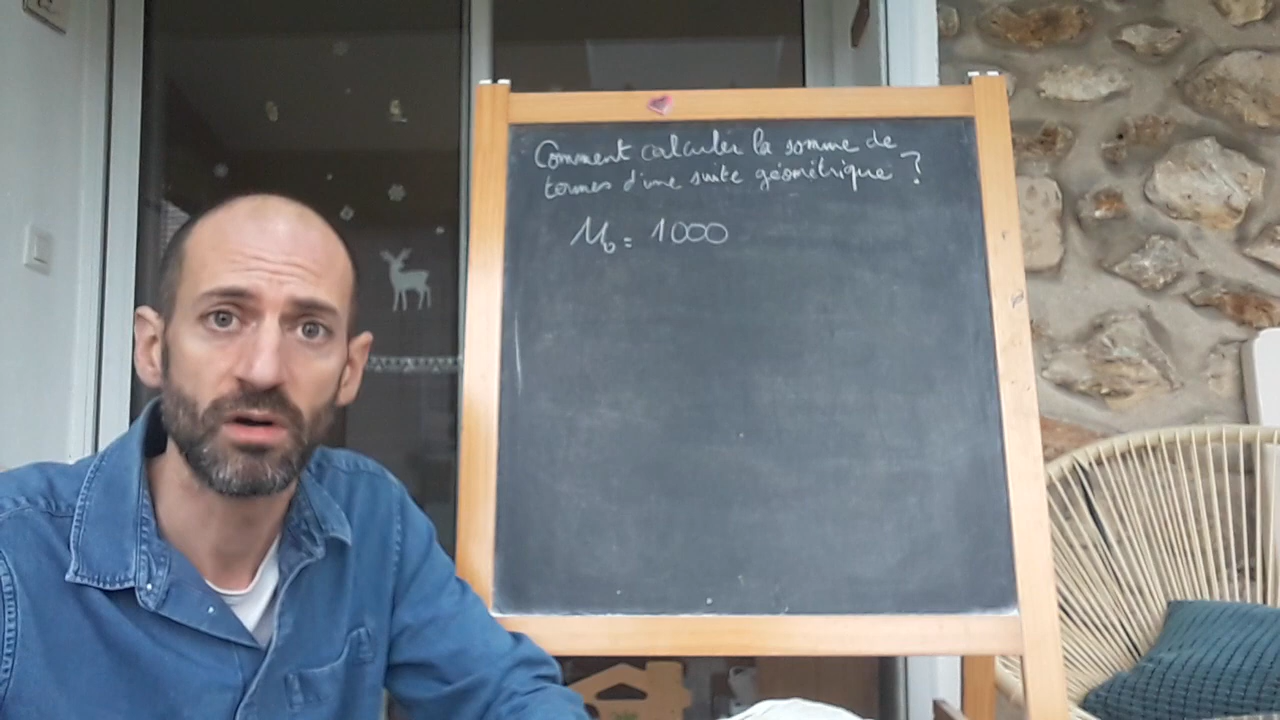 Comment calculer la somme de
termes d'une suite géométrique ?
U₀ = 1000